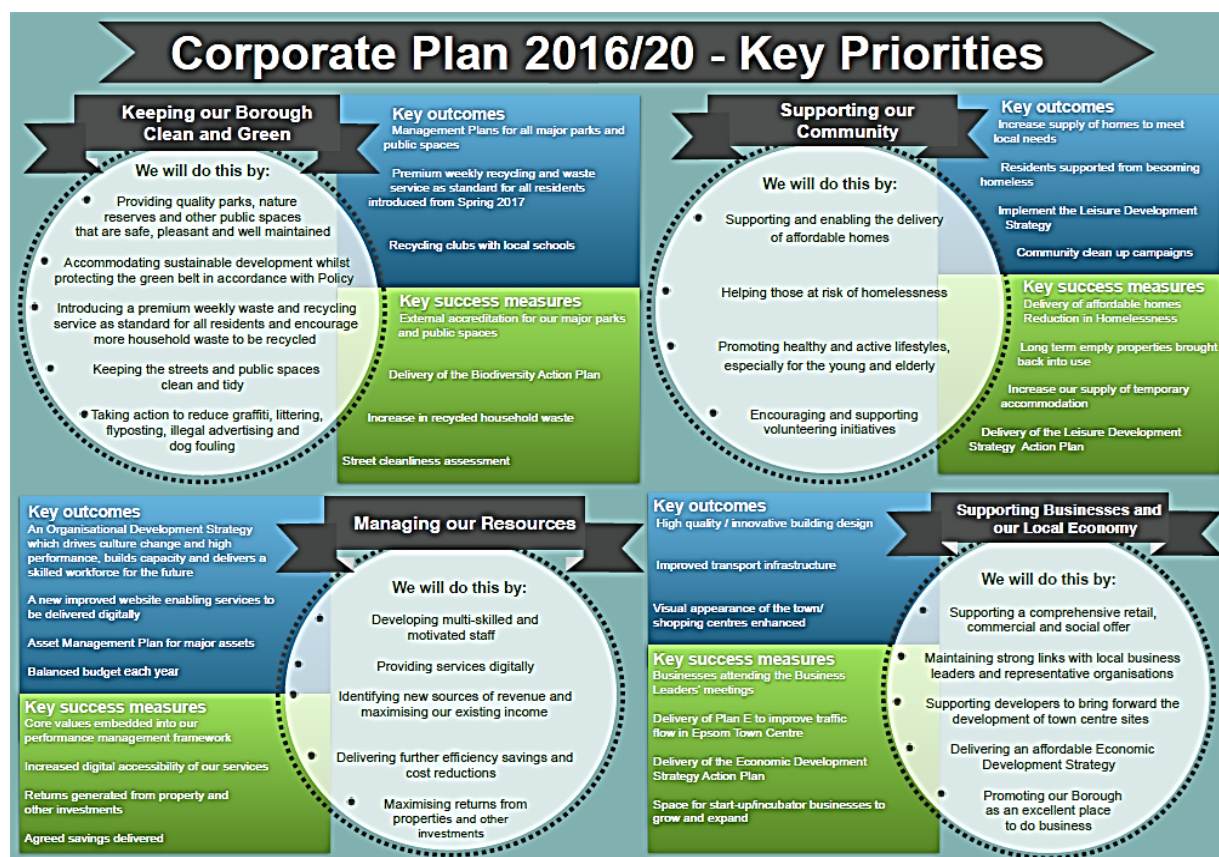 Corporate Plan 2016/20 - Key Priorities
Keeping our Borough
Clean and Green
We will do this by:
Providing quality parks, nature
reserves and other public spaces
that are safe, pleasant and well maintained
Accommodating sustainable development whilst
protecting the green belt in accordance with Policy
Introducing a premium weekly waste and recycling
service as standard for all residents and encourage
more household waste to be recycled
Keeping the streets and public spaces
clean and tidy
Taking action to reduce graffiti, littering,
flyposting, illegal advertising and
dog fouling
Key outcomes
Management Plans for all major parks and
public spaces
Premium weekly recycling and waste
service as standard for all residents
introduced from Spring 2017
Recycling clubs with local schools
Key success measures
External accreditation for our major parks
and public spaces
Delivery of the Biodiversity Action Plan
Increase in recycled household waste
Street cleanliness assessment
Supporting our
Community
We will do this by:
Supporting and enabling the delivery
of affordable homes
Helping those at risk of homelessness
Promoting healthy and active lifestyles,
especially for the young and elderly
Encouraging and supporting
volunteering initiatives
Key outcomes
Increase supply of homes to meet
local needs
Residents supported from becoming
homeless
Implement the Leisure Development
Strategy
Community clean up campaigns
Key success measures
Delivery of affordable homes
Reduction in Homelessness
Long term empty properties brought
back into use
Increase our supply of temporary
accommodation
Delivery of the Leisure Development
Strategy Action Plan
Key outcomes
An Organisational Development Strategy
which drives culture change and high
performance, builds capacity and delivers a
skilled workforce for the future
A new improved website enabling services to
be delivered digitally
Asset Management Plan for major assets
Balanced budget each year
Key success measures
Core values embedded into our
performance management framework
Increased digital accessibility of our services
Returns generated from property and
other investments
Agreed savings delivered
Managing our Resources
We will do this by:
Developing multi-skilled and
motivated staff
Providing services digitally
Identifying new sources of revenue and
maximising our existing income
Delivering further efficiency savings and
cost reductions
Maximising returns from
properties and other
investments
Key outcomes
High quality / innovative building design
Improved transport infrastructure
Visual appearance of the town/
shopping centres enhanced
Key success measures
Businesses attending the Business
Leaders' meetings
Delivery of Plan E to improve traffic
flow in Epsom Town Centre
Delivery of the Economic Development
Strategy Action Plan
Space for start-up/incubator businesses to
grow and expand
Supporting Businesses and
our Local Economy
We will do this by:
Supporting a comprehensive retail,
commercial and social offer
Maintaining strong links with local business
leaders and representative organisations
Supporting developers to bring forward the
development of town centre sites
Delivering an affordable Economic
Development Strategy
Promoting our Borough
as an excellent place
to do business